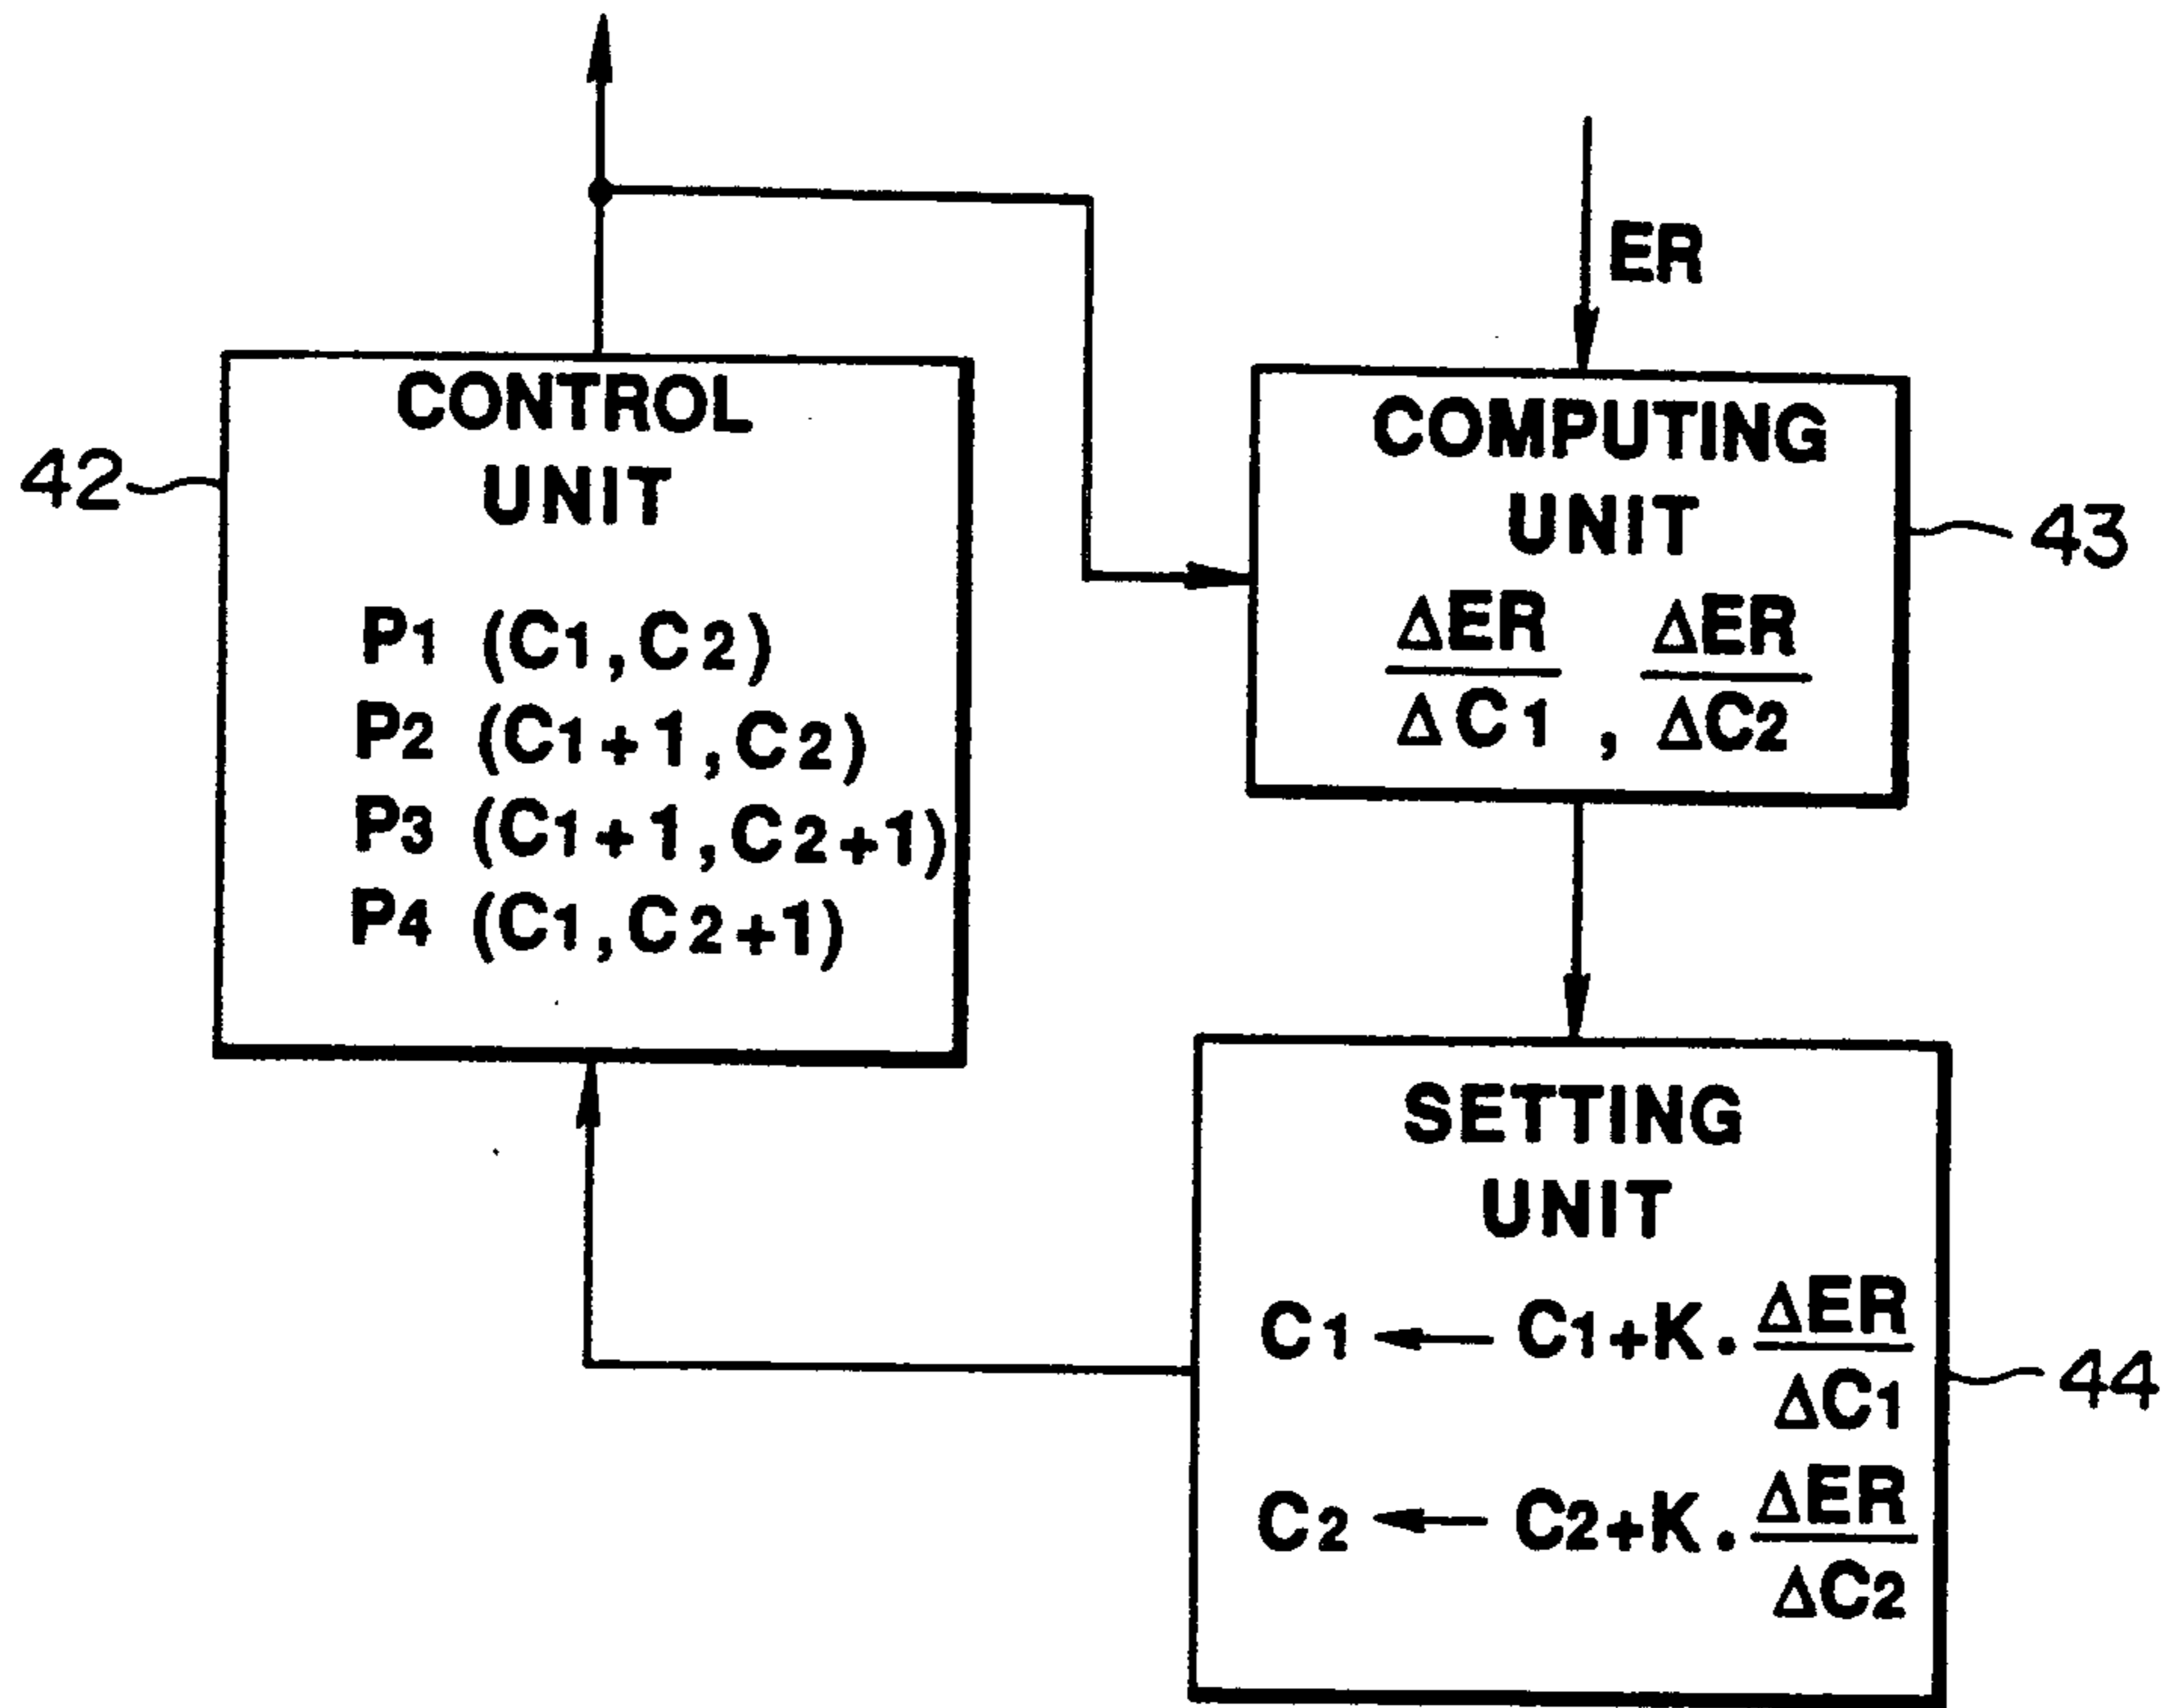 ER
CONTROL
UNIT
42
P1 (C1,C2)
P2 (C1+1,C2)
P3 (C1+1,C2+1)
P4 (C1,C2+1)
COMPUTING
UNIT
43
ΔER ΔER
ΔC1 , ΔC2
SETTING
UNIT
C1 ← C1+K・ΔER
ΔC1
44
C2 ← C2+K・ΔER
ΔC2